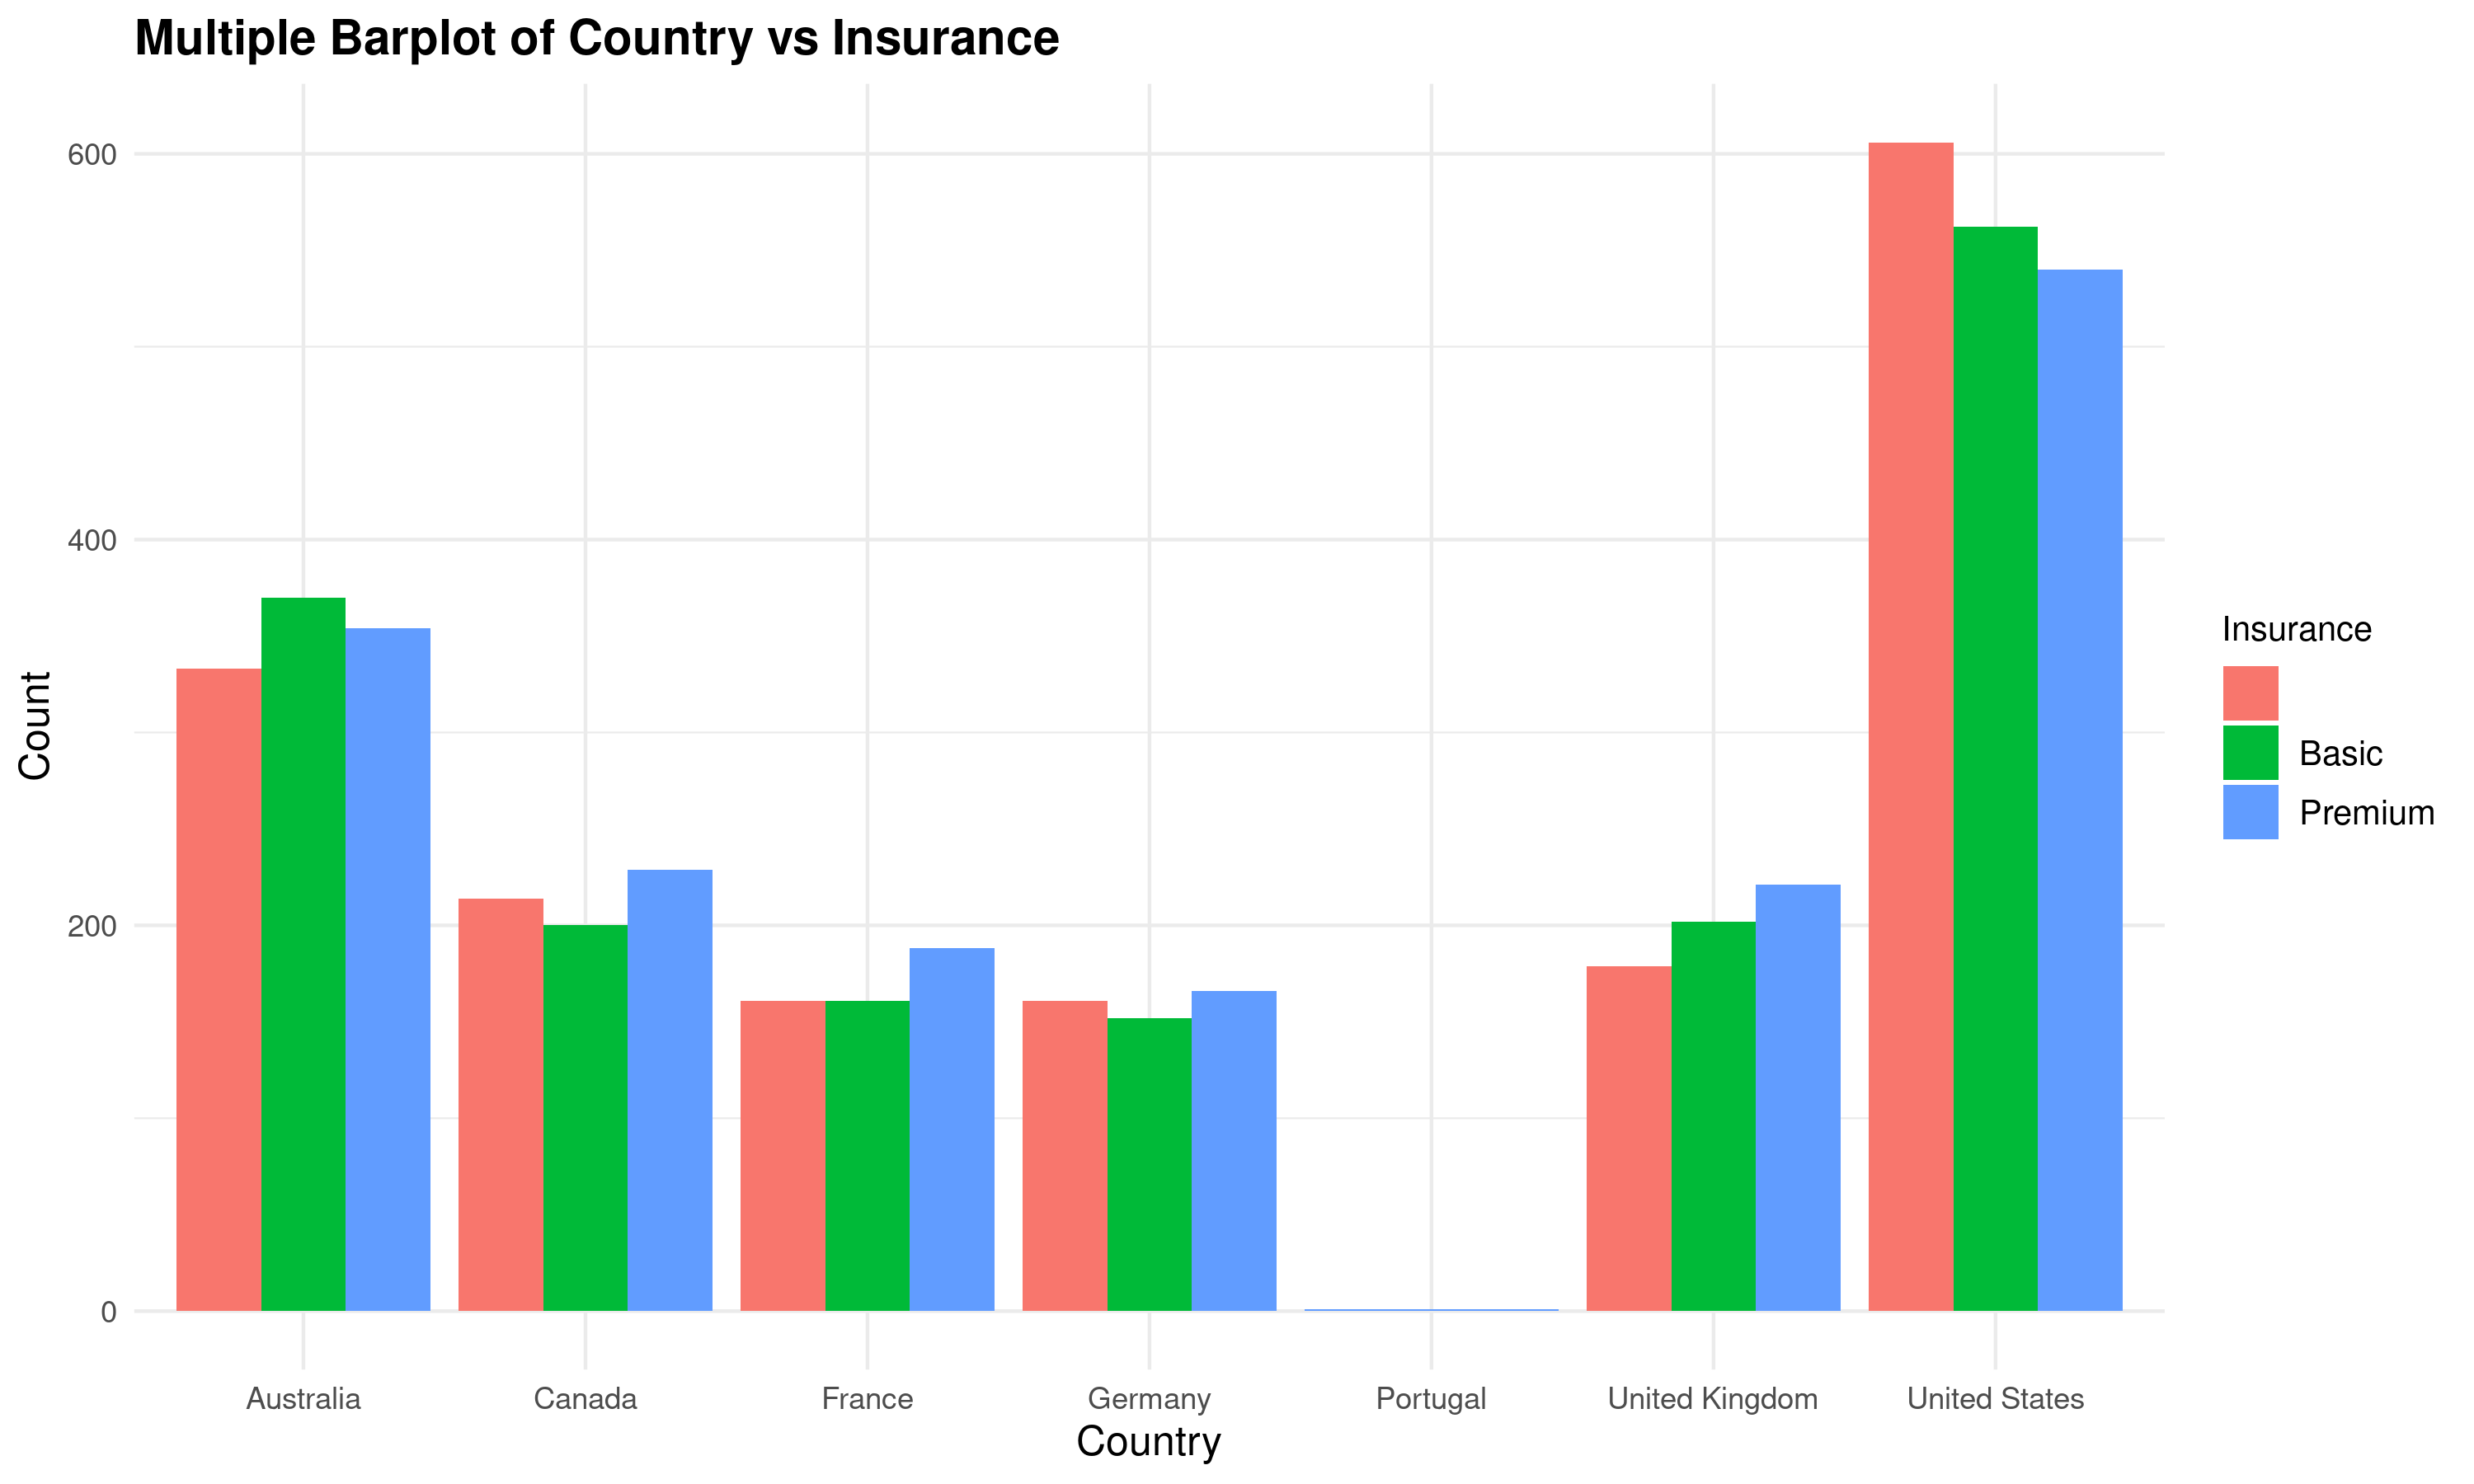 Multiple Barplot of Country vs Insurance
600
400
200
0
Count
Australia Canada France Germany Portugal United Kingdom United States
Country
Insurance
Basic
Premium